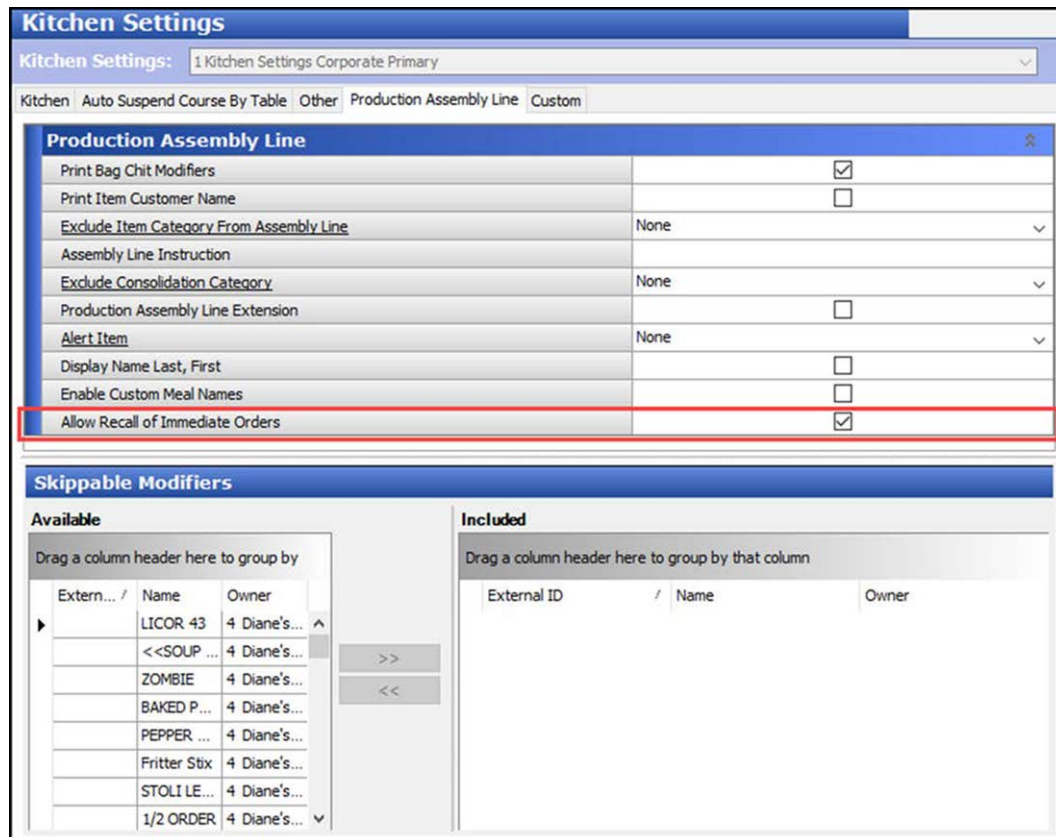 Kitchen Settings
Kitchen Settings: 1 Kitchen Settings Corporate Primary
Kitchen Auto Suspend Course By Table Other Production Assembly Line Custom
Production Assembly Line
Print Bag Chit Modifiers
Print Item Customer Name
Exclude Item Category From Assembly Line None
Assembly Line Instruction
Exclude Consolidation Category None
Production Assembly Line Extension
Alert Item None
Display Name Last, First
Enable Custom Meal Names
Allow Recall of Immediate Orders
Skippable Modifiers
Available Included
Drag a column header here to group by Drag a column header here to group by that column
Extern... / Name Owner External ID / Name Owner
LICOR 43 4 Diane's...
<<SOUP ... 4 Diane's...
>>
ZOMBIE 4 Diane's...
<<
BAKED P... 4 Diane's...
PEPPER ... 4 Diane's...
Fritter Stix 4 Diane's...
STOLI LE... 4 Diane's...
1/2 ORDER 4 Diane's...